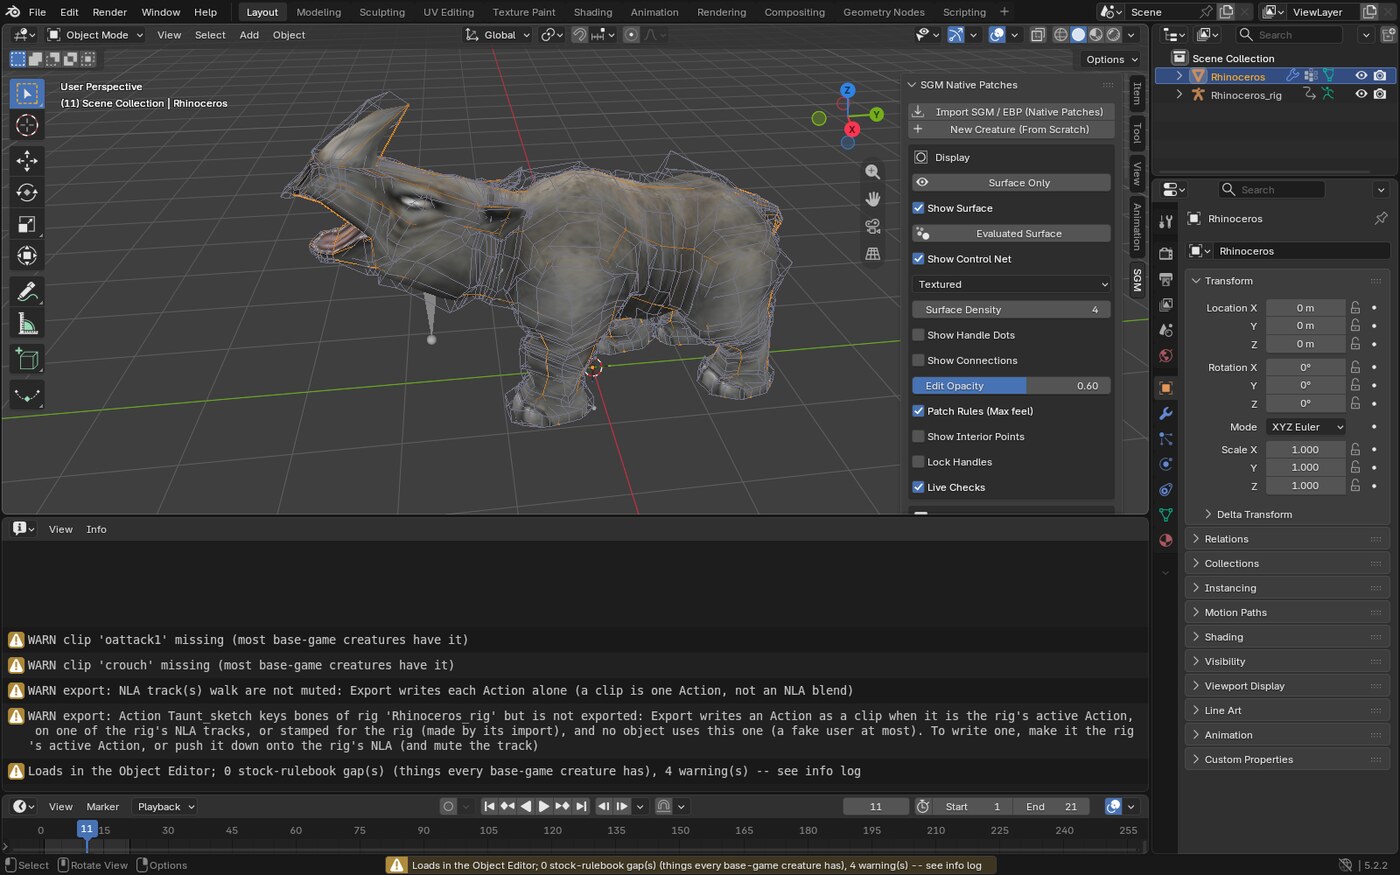 File Edit Render Window Help Layout Modeling Sculpting UV Editing Texture Paint Shading Animation Rendering Compositing Geometry Nodes Scripting Scene ViewLayer
Object Mode View Select Add Object Global Search
Options
Scene Collection
Rhinoceros
Rhinoceros_rig
User Perspective
(11) Scene Collection | Rhinoceros
Z
Y
X
SGM Native Patches
Import SGM / EBP (Native Patches)
New Creature (From Scratch)
Display
Surface Only
Show Surface
Evaluated Surface
Show Control Net
Textured
Surface Density 4
Show Handle Dots
Show Connections
Edit Opacity 0.60
Patch Rules (Max feel)
Show Interior Points
Lock Handles
Live Checks
Item
Tool
View
Animation
SGM
Search
Rhinoceros
Rhinoceros
Transform
Location X 0 m
Y 0 m
Z 0 m
Rotation X 0°
Y 0°
Z 0°
Mode XYZ Euler
Scale X 1.000
Y 1.000
Z 1.000
Delta Transform
Relations
Collections
Instancing
Motion Paths
Shading
Visibility
Viewport Display
Line Art
Animation
Custom Properties
View Info
WARN clip 'oattack1' missing (most base-game creatures have it)
WARN clip 'crouch' missing (most base-game creatures have it)
WARN export: NLA track(s) walk are not muted: Export writes each Action alone (a clip is one Action, not an NLA blend)
WARN export: Action Taunt_sketch keys bones of rig 'Rhinoceros_rig' but is not exported: Export writes an Action as a clip when it is the rig's active Action,
on one of the rig's NLA tracks, or stamped for the rig (made by its import), and no object uses this one (a fake user at most). To write one, make it the rig
's active Action, or push it down onto the rig's NLA (and mute the track)
Loads in the Object Editor; 0 stock-rulebook gap(s) (things every base-game creature has), 4 warning(s) -- see info log
View Marker Playback 11 Start 1 End 21
0 11 15 30 45 60 75 90 105 120 135 150 165 180 195 210 225 240 255
Select Rotate View Options Loads in the Object Editor; 0 stock-rulebook gap(s) (things every base-game creature has), 4 warning(s) -- see info log 5.2.2